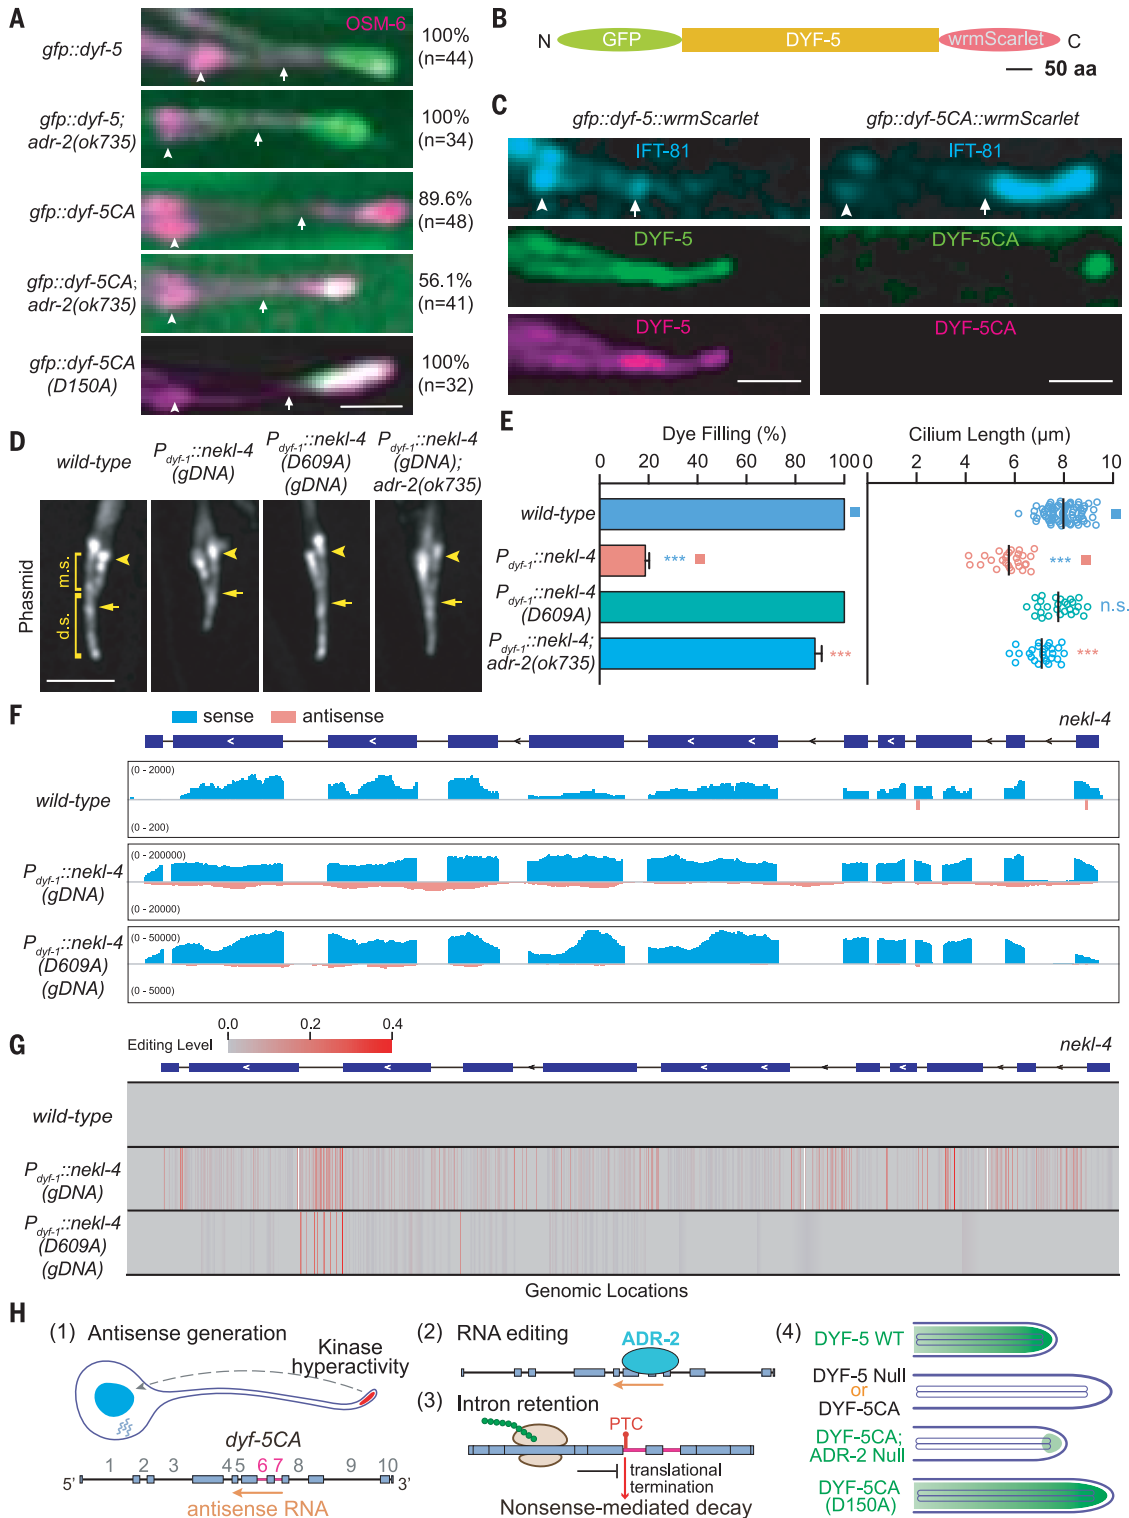 A
OSM-6
gfp::dyf-5
100%
(n=44)
gfp::dyf-5;
adr-2(ok735)
100%
(n=34)
gfp::dyf-5CA
89.6%
(n=48)
gfp::dyf-5CA;
adr-2(ok735)
56.1%
(n=41)
gfp::dyf-5CA
(D150A)
100%
(n=32)
B
N GFP DYF-5 wrmScarlet C
50 aa
C
gfp::dyf-5::wrmScarlet gfp::dyf-5CA::wrmScarlet
IFT-81 IFT-81
DYF-5 DYF-5CA
DYF-5 DYF-5CA
D
wild-type
Pdyf-1::nekl-4
(gDNA)
Pdyf-1::nekl-4
(D609A)
(gDNA)
Pdyf-1::nekl-4
(gDNA);
adr-2(ok735)
Phasmid
m.s.
d.s.
E
Dye Filling (%) Cilium Length (µm)
0 20 40 60 80 100 0 2 4 6 8 10
wild-type
Pdyf-1::nekl-4 *** ***
Pdyf-1::nekl-4
(D609A)
n.s.
Pdyf-1::nekl-4;
adr-2(ok735)
*** ***
F
sense antisense nekl-4
wild-type
(0 - 2000)
(0 - 200)
Pdyf-1::nekl-4
(gDNA)
(0 - 200000)
(0 - 20000)
Pdyf-1::nekl-4
(D609A)
(gDNA)
(0 - 50000)
(0 - 5000)
G
0.0 0.2 0.4
Editing Level
nekl-4
wild-type
Pdyf-1::nekl-4
(gDNA)
Pdyf-1::nekl-4
(D609A)
(gDNA)
Genomic Locations
H
(1) Antisense generation
Kinase
hyperactivity
dyf-5CA
1 2 3 4 5 6 7 8 9 10
5' 3'
antisense RNA
(2) RNA editing
ADR-2
(3) Intron retention
PTC
translational
termination
Nonsense-mediated decay
(4)
DYF-5 WT
DYF-5 Null
or
DYF-5CA
DYF-5CA;
ADR-2 Null
DYF-5CA
(D150A)